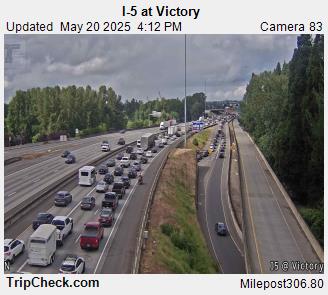 I-5 at Victory
Updated May 20 2025 4:12 PM Camera 83
N I5 @ Victory
TripCheck.com Milepost306.80